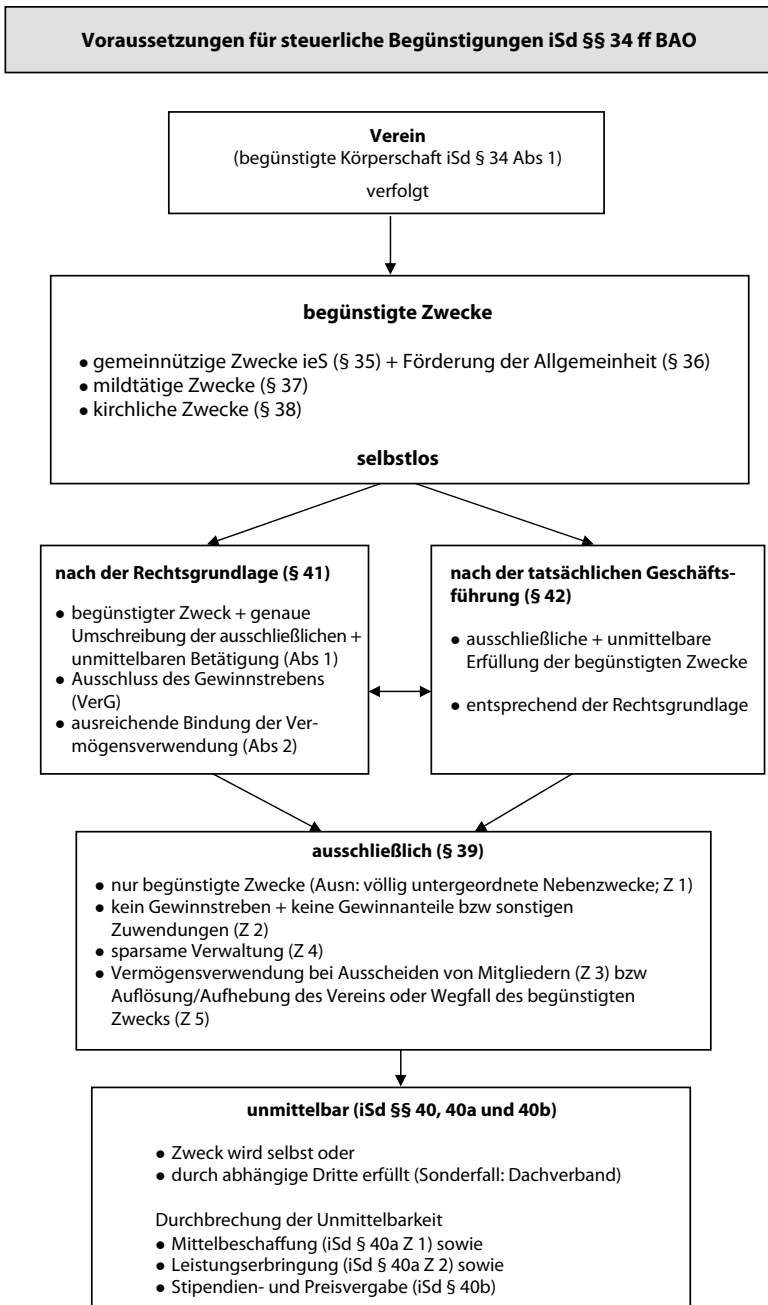 Voraussetzungen für steuerliche Begünstigungen iSd §§ 34 ff BAO
Verein
(begünstigte Körperschaft iSd § 34 Abs 1)
verfolgt
begünstigte Zwecke
● gemeinnützige Zwecke ieS (§ 35) + Förderung der Allgemeinheit (§ 36)
● mildtätige Zwecke (§ 37)
● kirchliche Zwecke (§ 38)
selbstlos
nach der Rechtsgrundlage (§ 41)
● begünstigter Zweck + genaue
Umschreibung der ausschließlichen +
unmittelbaren Betätigung (Abs 1)
● Ausschluss des Gewinnstrebens
(VerG)
● ausreichende Bindung der Ver-
mögensverwendung (Abs 2)
nach der tatsächlichen Geschäfts-
führung (§ 42)
● ausschließliche + unmittelbare
Erfüllung der begünstigten Zwecke
● entsprechend der Rechtsgrundlage
ausschließlich (§ 39)
● nur begünstigte Zwecke (Ausn: völlig untergeordnete Nebenzwecke; Z 1)
● kein Gewinnstreben + keine Gewinnanteile bzw sonstigen
Zuwendungen (Z 2)
● sparsame Verwaltung (Z 4)
● Vermögensverwendung bei Ausscheiden von Mitgliedern (Z 3) bzw
Auflösung/Aufhebung des Vereins oder Wegfall des begünstigten
Zwecks (Z 5)
unmittelbar (iSd §§ 40, 40a und 40b)
● Zweck wird selbst oder
● durch abhängige Dritte erfüllt (Sonderfall: Dachverband)
Durchbrechung der Unmittelbarkeit
● Mittelbeschaffung (iSd § 40a Z 1) sowie
● Leistungserbringung (iSd § 40a Z 2) sowie
● Stipendien- und Preisvergabe (iSd § 40b)